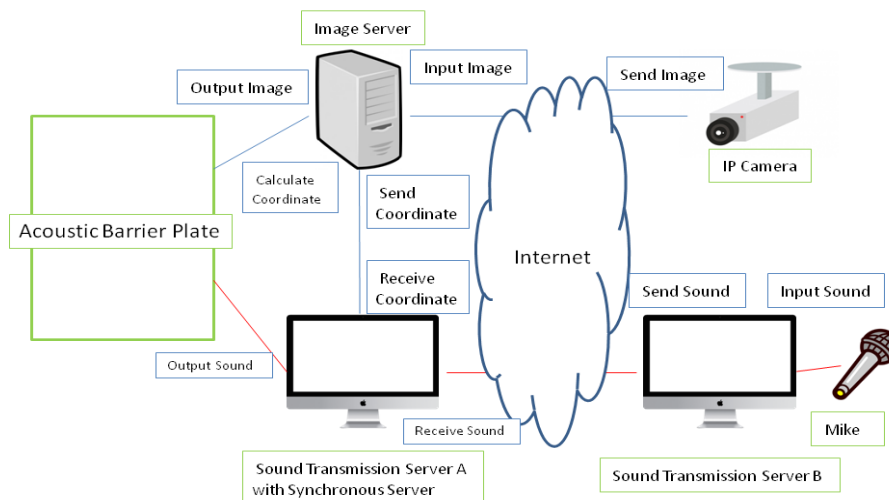 Image Server
Output Image
Input Image
Send Image
IP Camera
Calculate
Coordinate
Send
Coordinate
Acoustic Barrier Plate
Internet
Receive
Coordinate
Send Sound
Input Sound
Output Sound
Receive Sound
Mike
Sound Transmission Server A
with Synchronous Server
Sound Transmission Server B